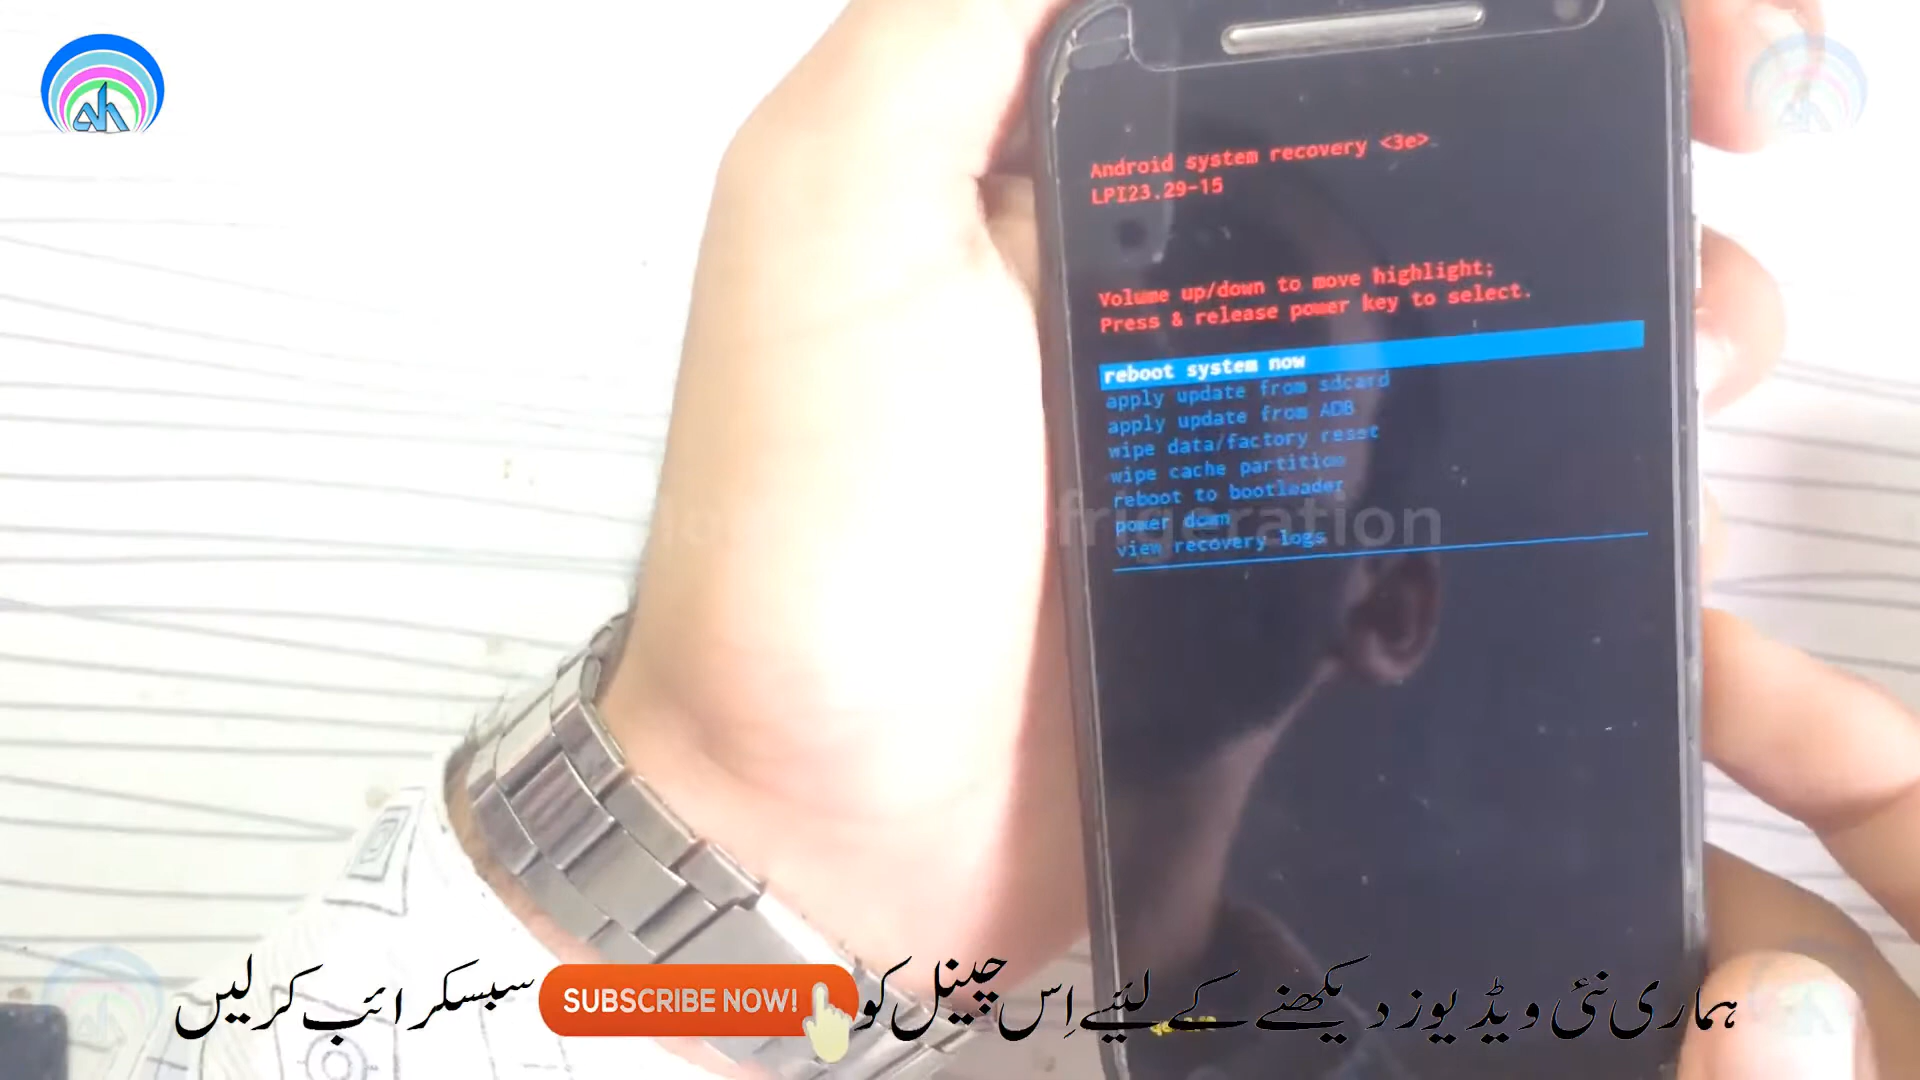 Android system recovery <3e>
LPI23.29-15
Volume up/down to move highlight;
Press & release power key to select.
reboot system now
apply update from sdcard
apply update from ADB
wipe data/factory reset
wipe cache partition
reboot to bootloader
power down
view recovery logs
frigeration
ہماری نئی ویڈیوز دیکھنے کے لیئے اِس چینل کو SUBSCRIBE NOW! سبسکرائب کرلیں